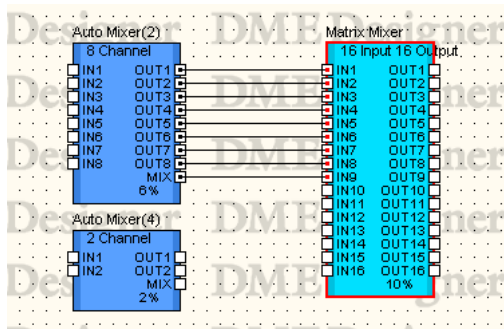 Auto Mixer(2)
8 Channel
IN1 OUT1
IN2 OUT2
IN3 OUT3
IN4 OUT4
IN5 OUT5
IN6 OUT6
IN7 OUT7
IN8 OUT8
MIX
6%
Auto Mixer(4)
2 Channel
IN1 OUT1
IN2 OUT2
MIX
2%
Matrix Mixer
16 Input 16 Output
IN1 OUT1
IN2 OUT2
IN3 OUT3
IN4 OUT4
IN5 OUT5
IN6 OUT6
IN7 OUT7
IN8 OUT8
IN9 OUT9
IN10 OUT10
IN11 OUT11
IN12 OUT12
IN13 OUT13
IN14 OUT14
IN15 OUT15
IN16 OUT16
10%
Designer DME Designer